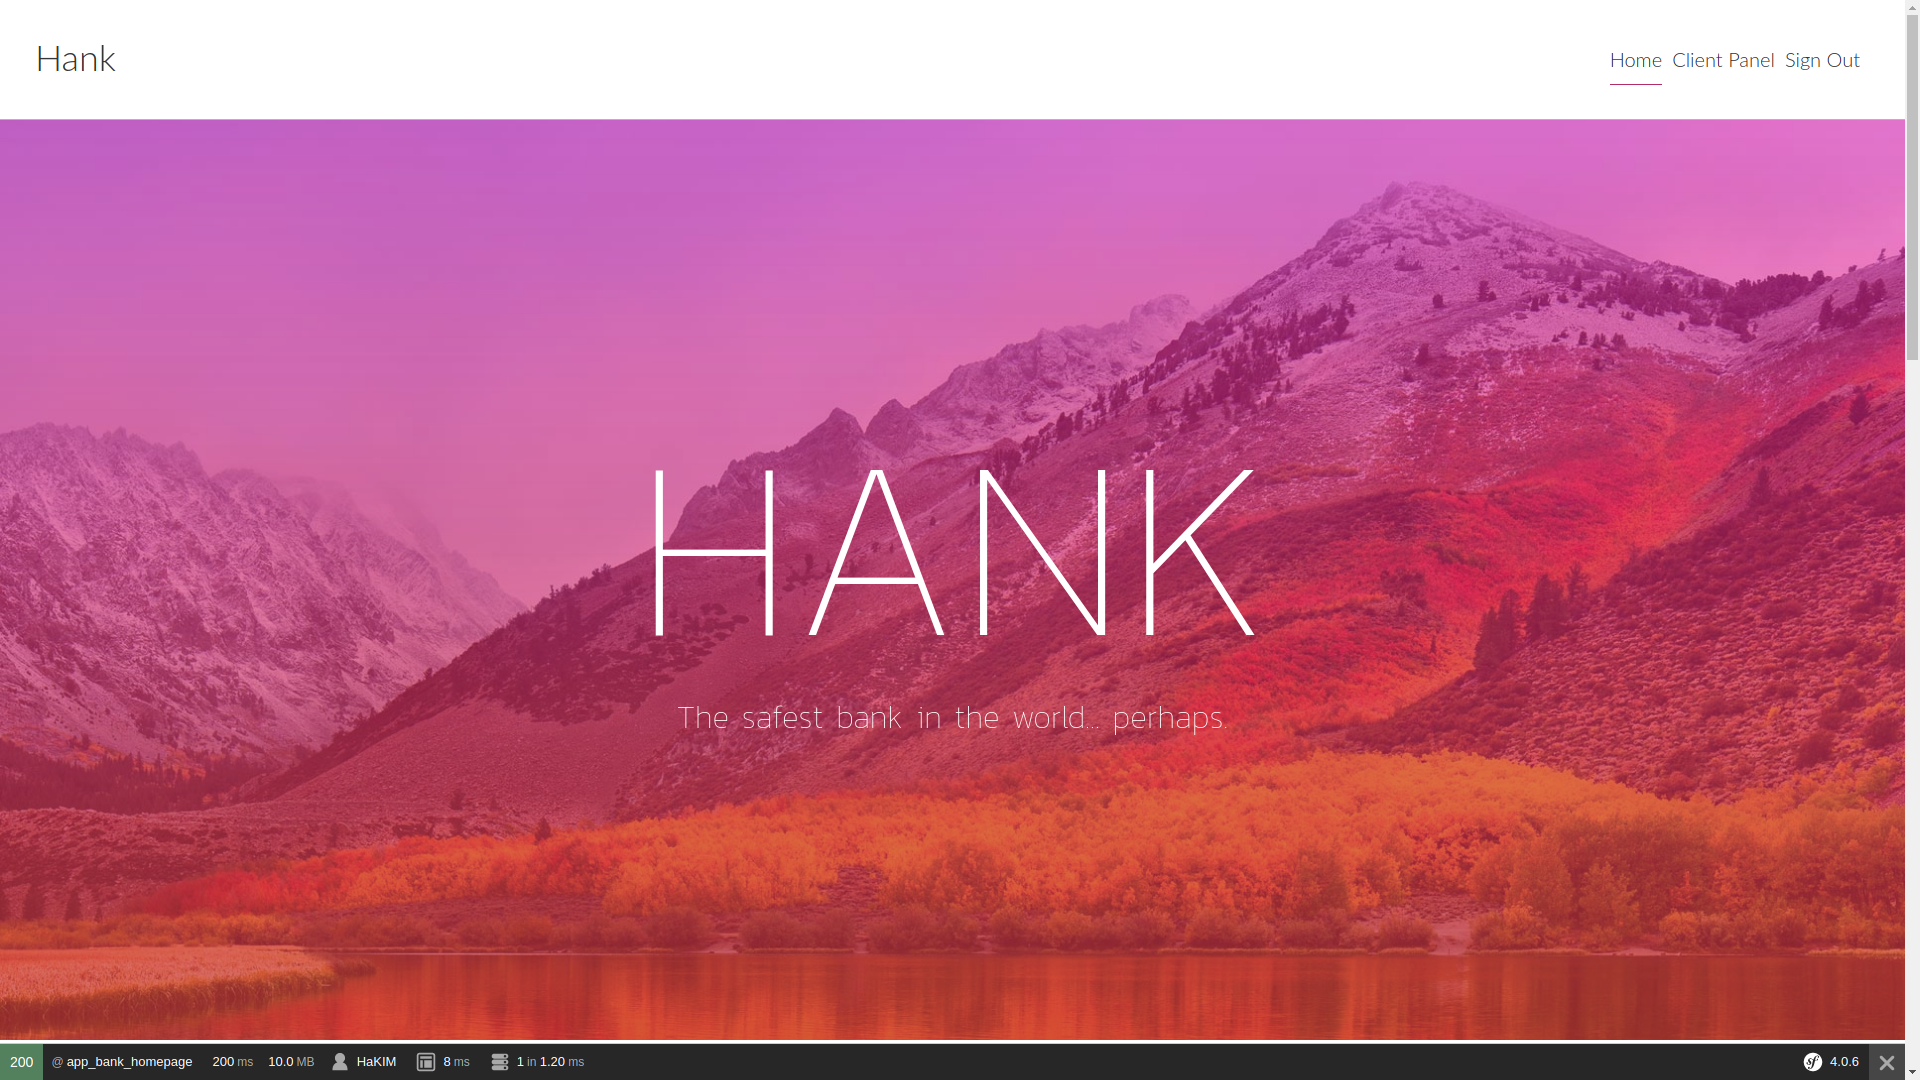 Hank
Home Client Panel Sign Out
HANK
The safest bank in the world... perhaps.
200 @ app_bank_homepage 200 ms 10.0 MB HaKIM 8 ms 1 in 1.20 ms sf 4.0.6